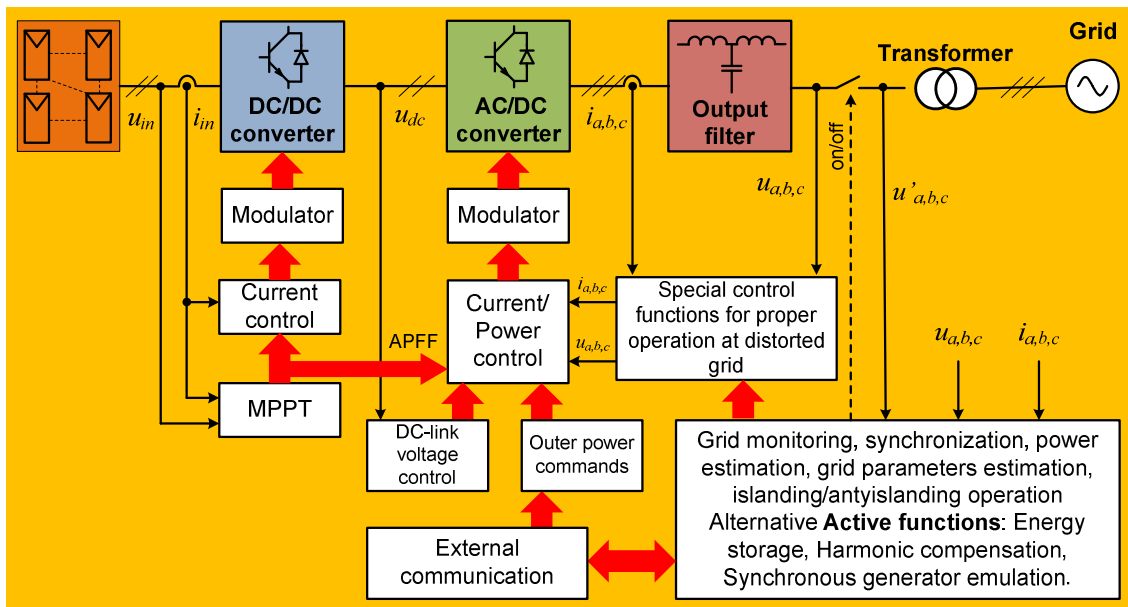 Grid
Transformer
DC/DC
converter
AC/DC
converter
Output
filter
u_in
i_in
u_dc
i_a,b,c
u_a,b,c
on/off
u'_a,b,c
Modulator
Modulator
Current
control
Current/
Power
control
i_a,b,c
u_a,b,c
Special control
functions for proper
operation at distorted
grid
APFF
u_a,b,c
i_a,b,c
MPPT
DC-link
voltage
control
Outer power
commands
Grid monitoring, synchronization, power
estimation, grid parameters estimation,
islanding/antyislanding operation
Alternative Active functions: Energy
storage, Harmonic compensation,
Synchronous generator emulation.
External
communication